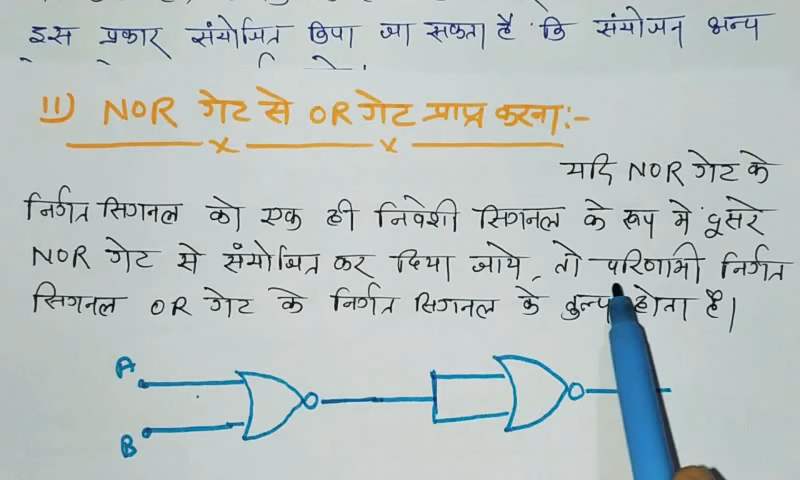 इस प्रकार संयोजित किया जा सकता है कि संयोजन अन्य
11) NOR गेट से OR गेट प्राप्त करना:-
यदि NOR गेट के
निर्गत सिगनल को एक ही निवेशी सिगनल के रूप में दूसरे
NOR गेट से संयोजित कर दिया जाये, तो परिणामी निर्गत
सिगनल OR गेट के निर्गत सिगनल के होता है।
A
B